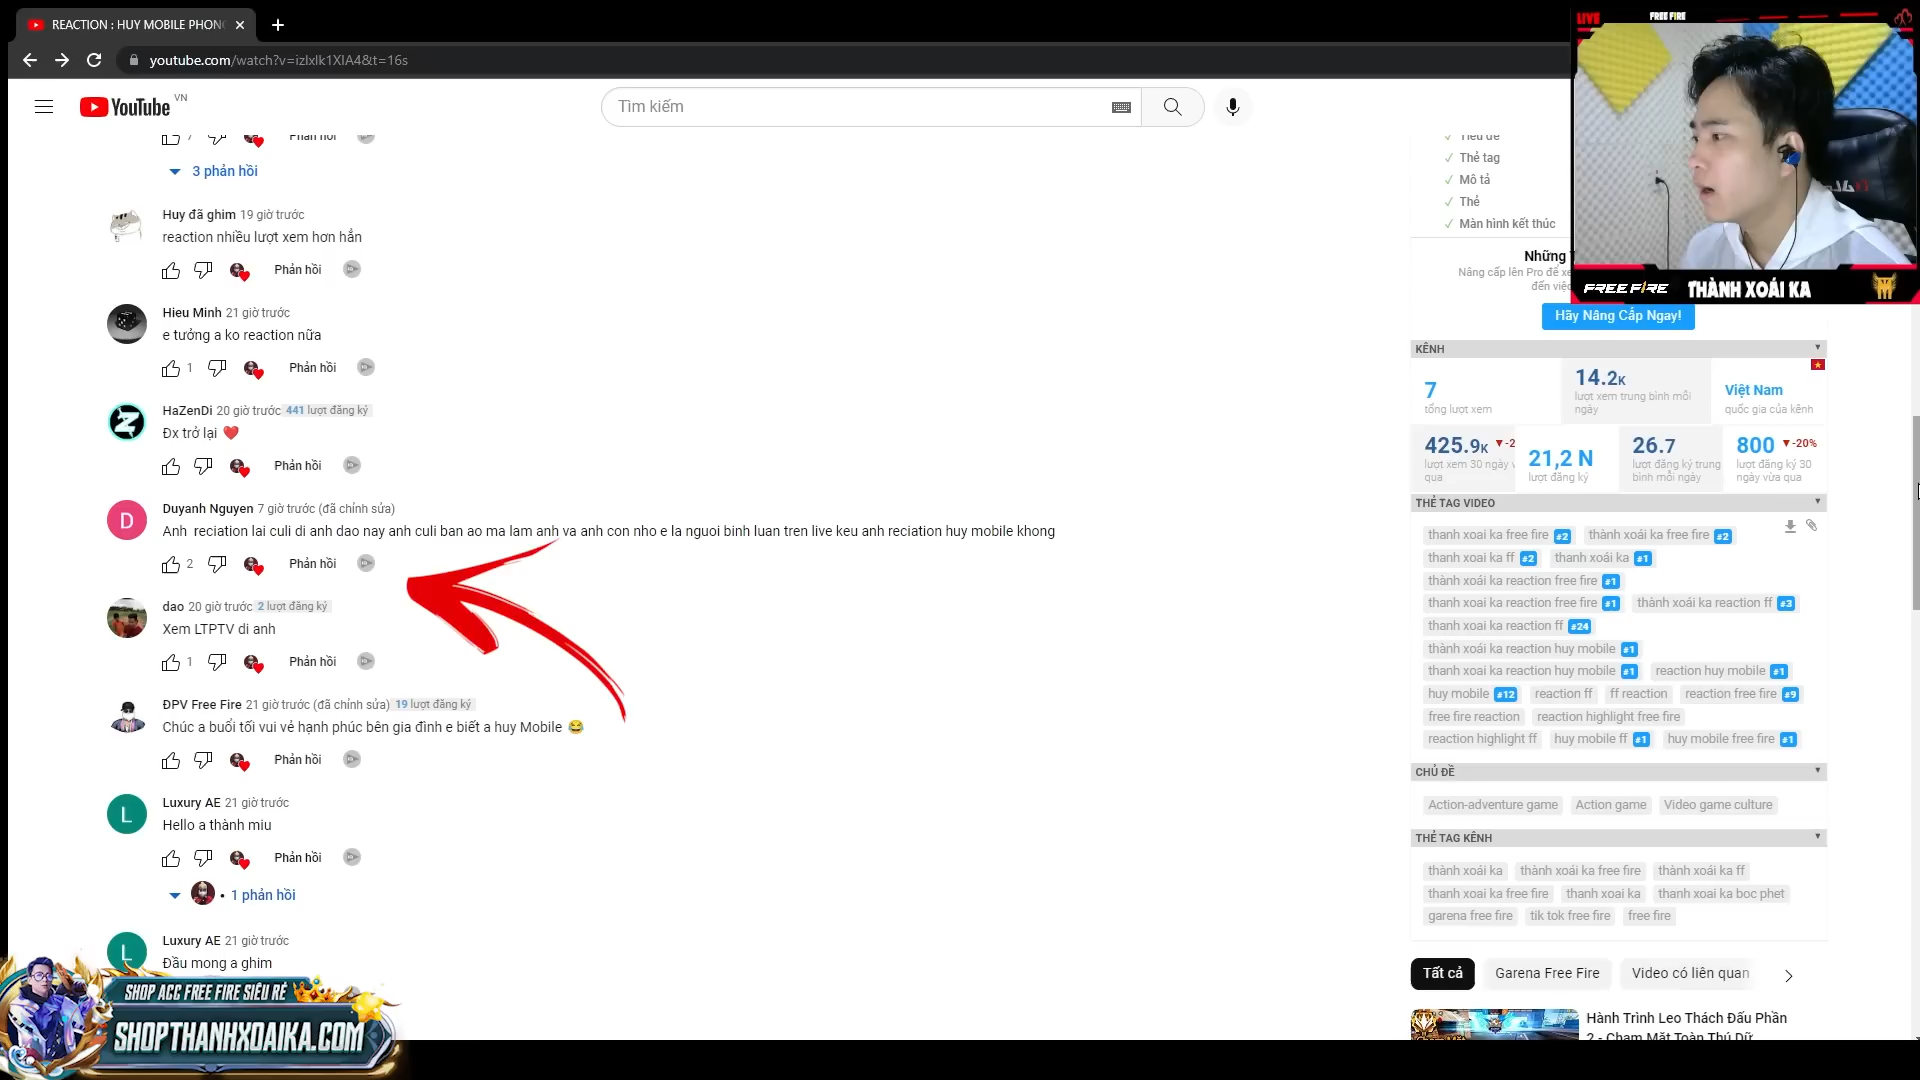 REACTION : HUY MOBILE PHON
youtube.com/watch?v=izlxlk1XIA4&t=16s
YouTube VN
Tìm kiếm
7 Phản hồi
3 phản hồi
Huy đã ghim 19 giờ trước
reaction nhiều lượt xem hơn hẳn
Phản hồi
Hieu Minh 21 giờ trước
e tưởng a ko reaction nữa
1 Phản hồi
HaZenDi 20 giờ trước 441 lượt đăng ký
Đx trở lại
Phản hồi
D
Duyanh Nguyen 7 giờ trước (đã chỉnh sửa)
Anh reciation lai culi di anh dao nay anh culi ban ao ma lam anh va anh con nho e la nguoi binh luan tren live keu anh reciation huy mobile khong
2 Phản hồi
dao 20 giờ trước 2 lượt đăng ký
Xem LTPTV di anh
1 Phản hồi
ĐPV Free Fire 21 giờ trước (đã chỉnh sửa) 19 lượt đăng ký
Chúc a buổi tối vui vẻ hạnh phúc bên gia đình e biết a huy Mobile 😂
Phản hồi
L
Luxury AE 21 giờ trước
Hello a thành miu
Phản hồi
1 phản hồi
L
Luxury AE 21 giờ trước
Đầu mong a ghim
SHOP ACC FREE FIRE SIÊU RẺ
SHOPTHANHXOAIKA.COM
LIVE
FREE FIRE
FREE FIRE THÀNH XOÁI KA
Tiêu đề
Thẻ tag
Mô tả
Thẻ
Màn hình kết thúc
Những
Nâng cấp lên Pro để xe
đến việc
Hãy Nâng Cấp Ngay!
KÊNH
7
tổng lượt xem
14.2K
lượt xem trung bình mỗi
ngày
Việt Nam
quốc gia của kênh
425.9K -2
lượt xem 30 ngày v
qua
21,2 N
lượt đăng ký
26.7
lượt đăng ký trung
bình mỗi ngày
800 -20%
lượt đăng ký 30
ngày vừa qua
THẺ TAG VIDEO
thanh xoai ka free fire #2 thành xoái ka free fire #2
thanh xoai ka ff #2 thanh xoái ka #1
thành xoái ka reaction free fire #1
thanh xoai ka reaction free fire #1 thành xoái ka reaction ff #3
thanh xoai ka reaction ff #24
thành xoái ka reaction huy mobile #1
thanh xoai ka reaction huy mobile #1 reaction huy mobile #1
huy mobile #12 reaction ff ff reaction reaction free fire #9
free fire reaction reaction highlight free fire
reaction highlight ff huy mobile ff #1 huy mobile free fire #1
CHỦ ĐỀ
Action-adventure game Action game Video game culture
THẺ TAG KÊNH
thành xoái ka thành xoái ka free fire thành xoái ka ff
thanh xoai ka free fire thanh xoai ka thanh xoai ka boc phet
garena free fire tik tok free fire free fire
Tất cả Garena Free Fire Video có liên quan
Hành Trình Leo Thách Đấu Phần
2 - Chạm Mặt Toàn Thú Dữ